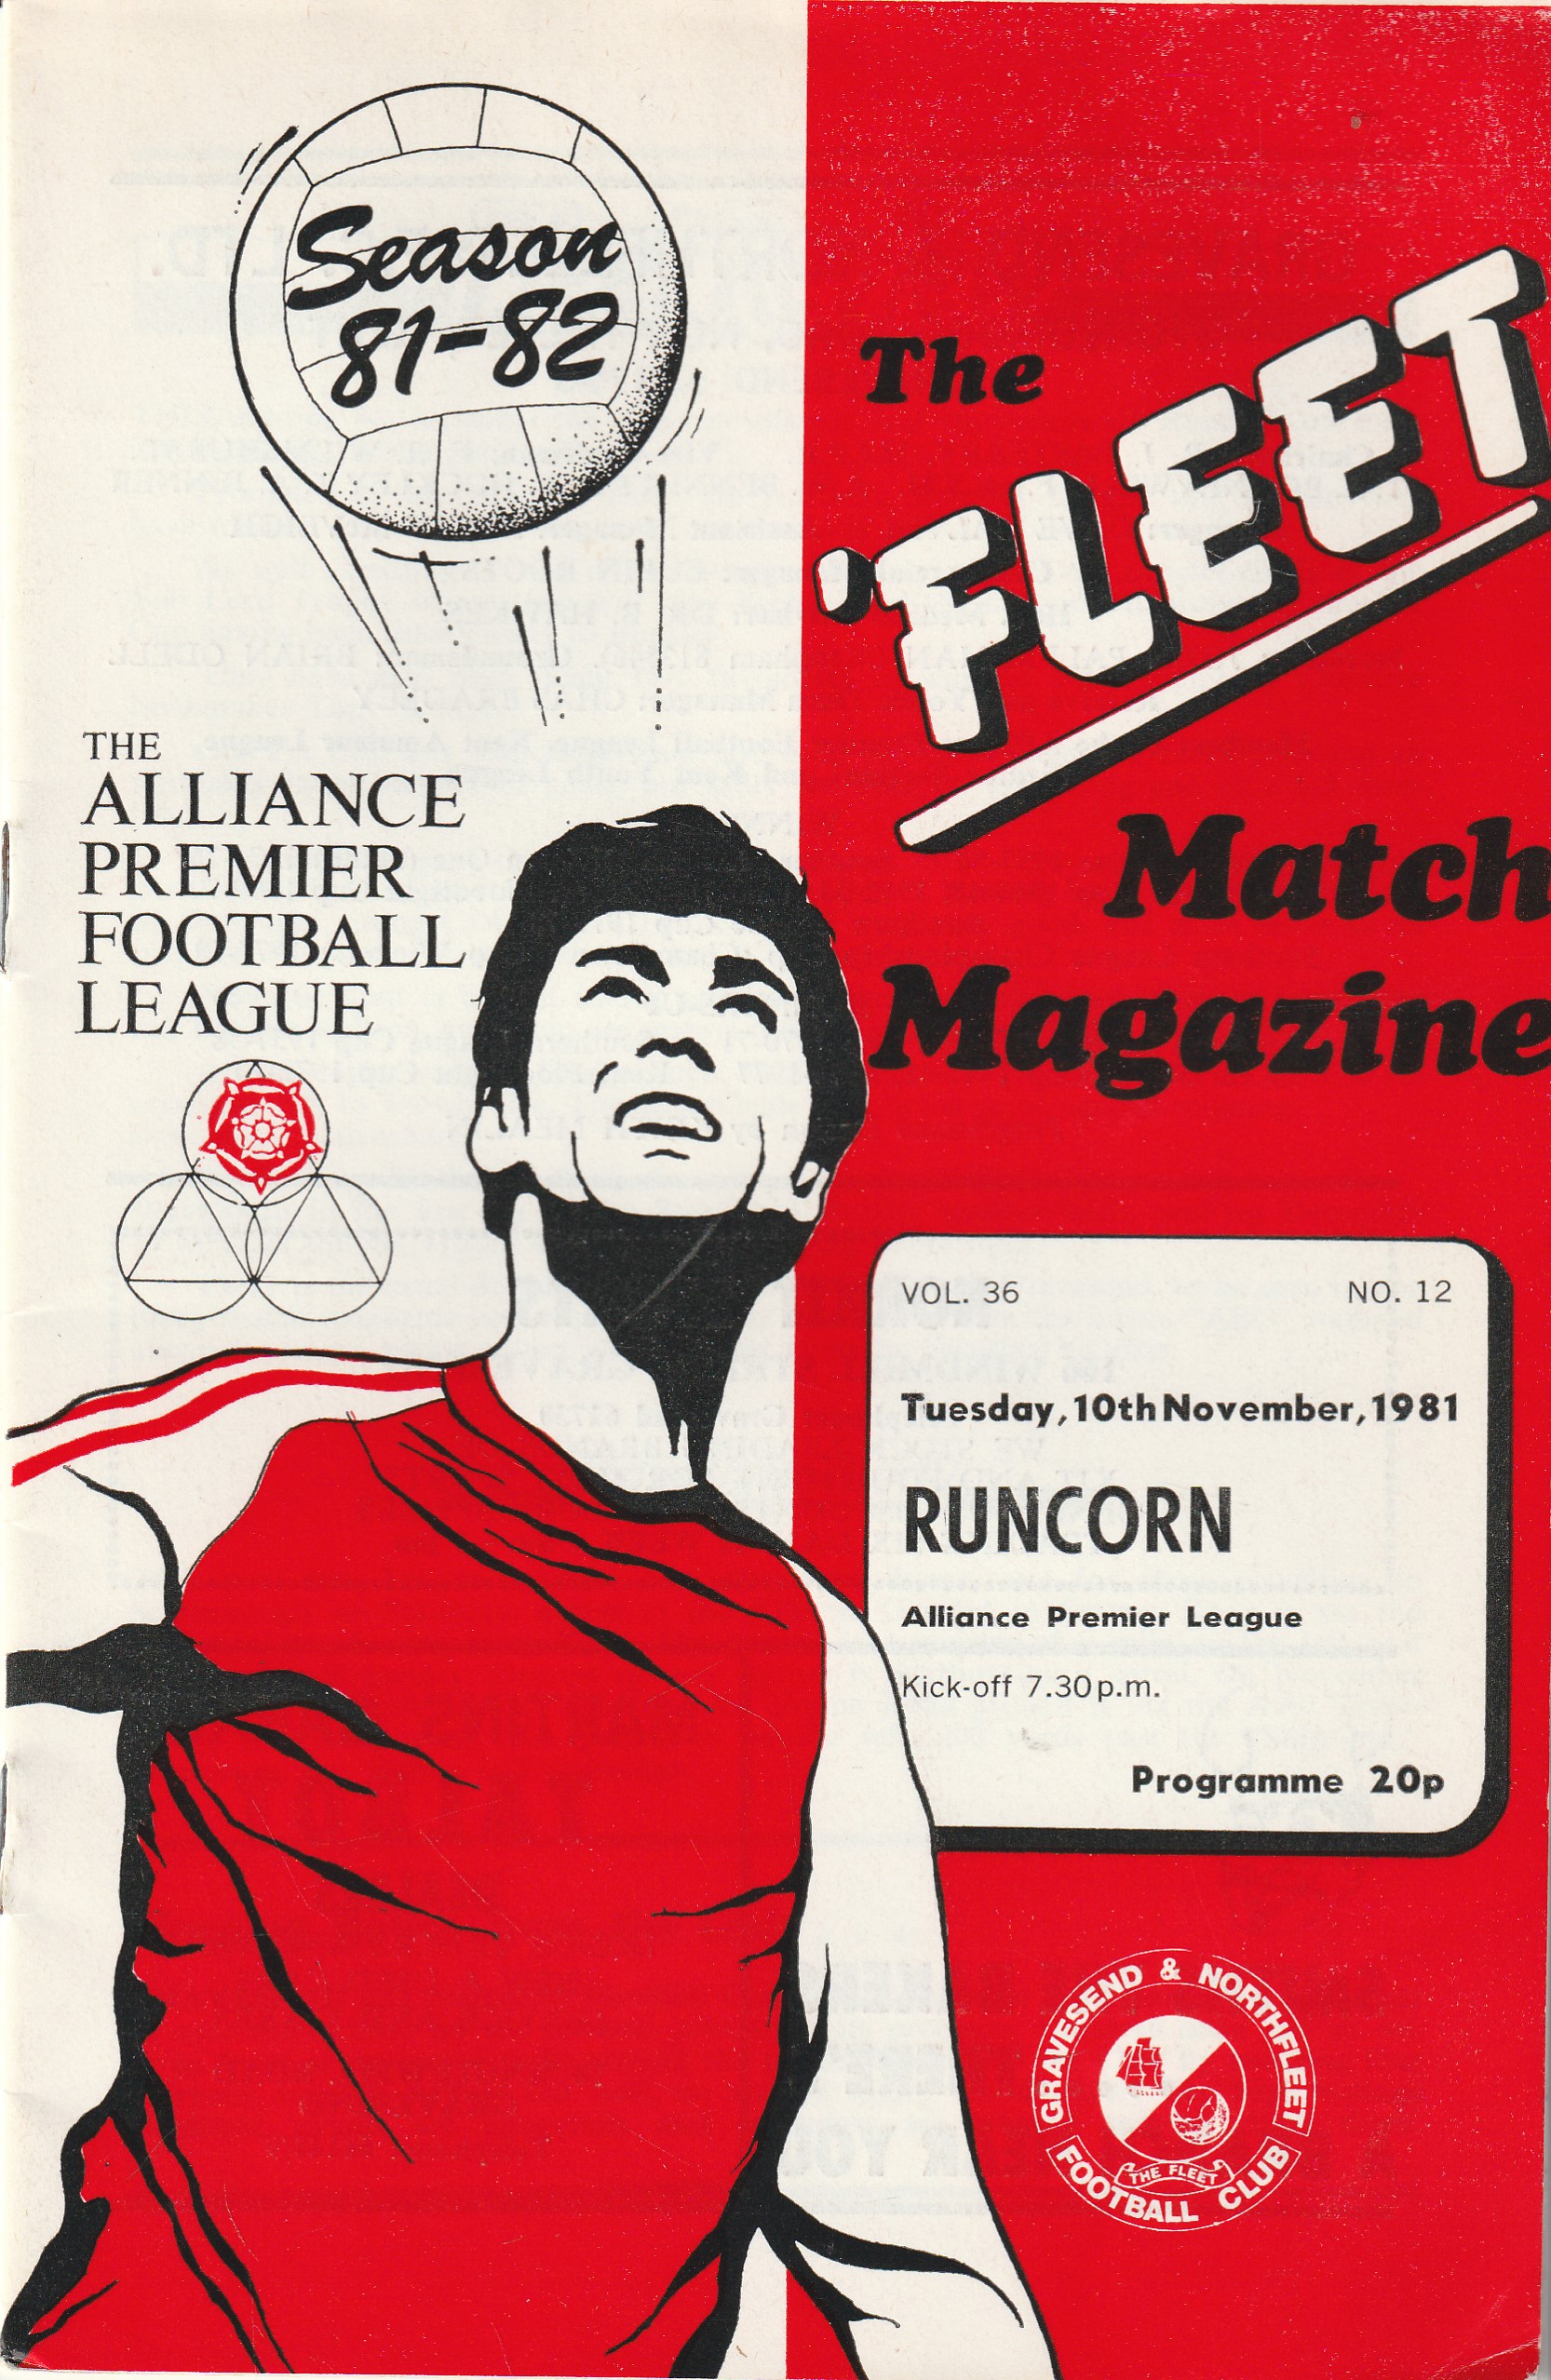 Season
81-82
The
'FLEET
Match
Magazine
THE
ALLIANCE
PREMIER
FOOTBALL
LEAGUE
VOL. 36 NO. 12
Tuesday, 10th November, 1981
RUNCORN
Alliance Premier League
Kick-off 7.30 p.m.
Programme 20p
GRAVESEND & NORTHFLEET
THE FLEET
FOOTBALL CLUB